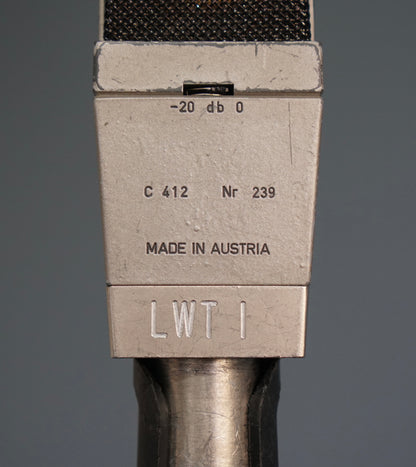 -20 db 0
C 412 Nr 239
MADE IN AUSTRIA
LWT I